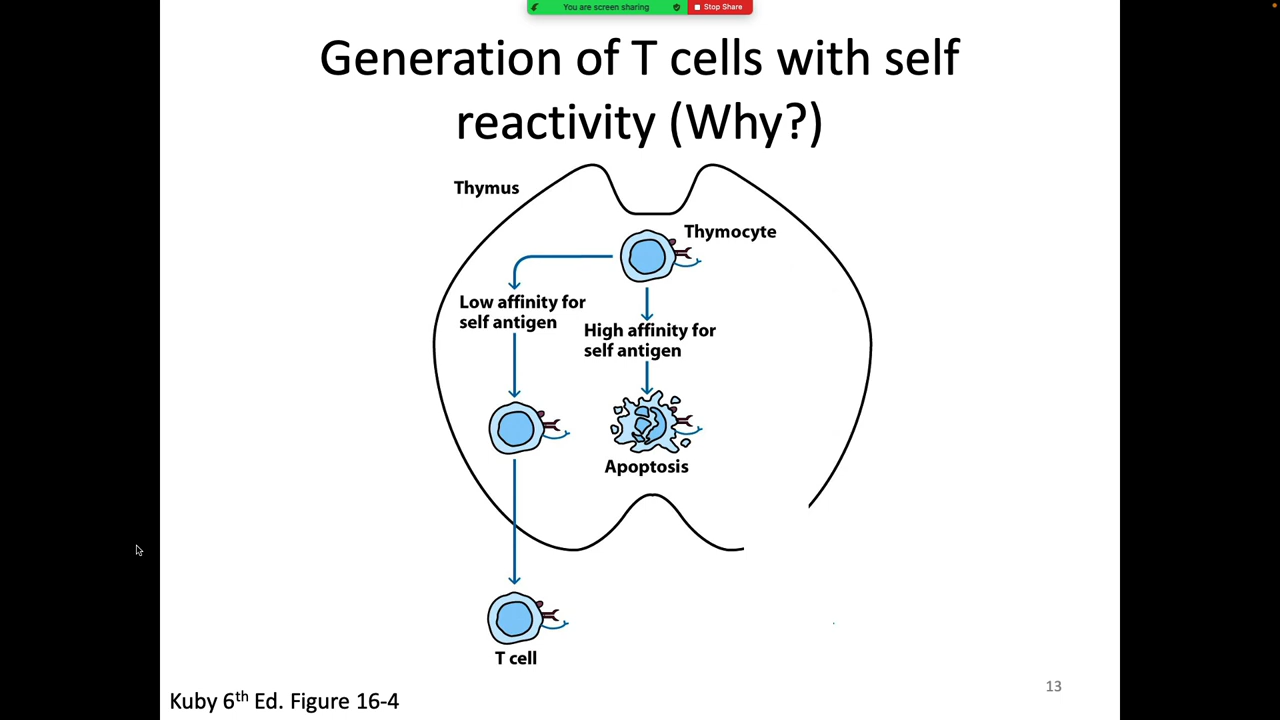 You are screen sharing
Stop Share
Generation of T cells with self
reactivity (Why?)
Thymus
Thymocyte
Low affinity for
self antigen
High affinity for
self antigen
Apoptosis
T cell
Kuby 6th Ed. Figure 16-4
13